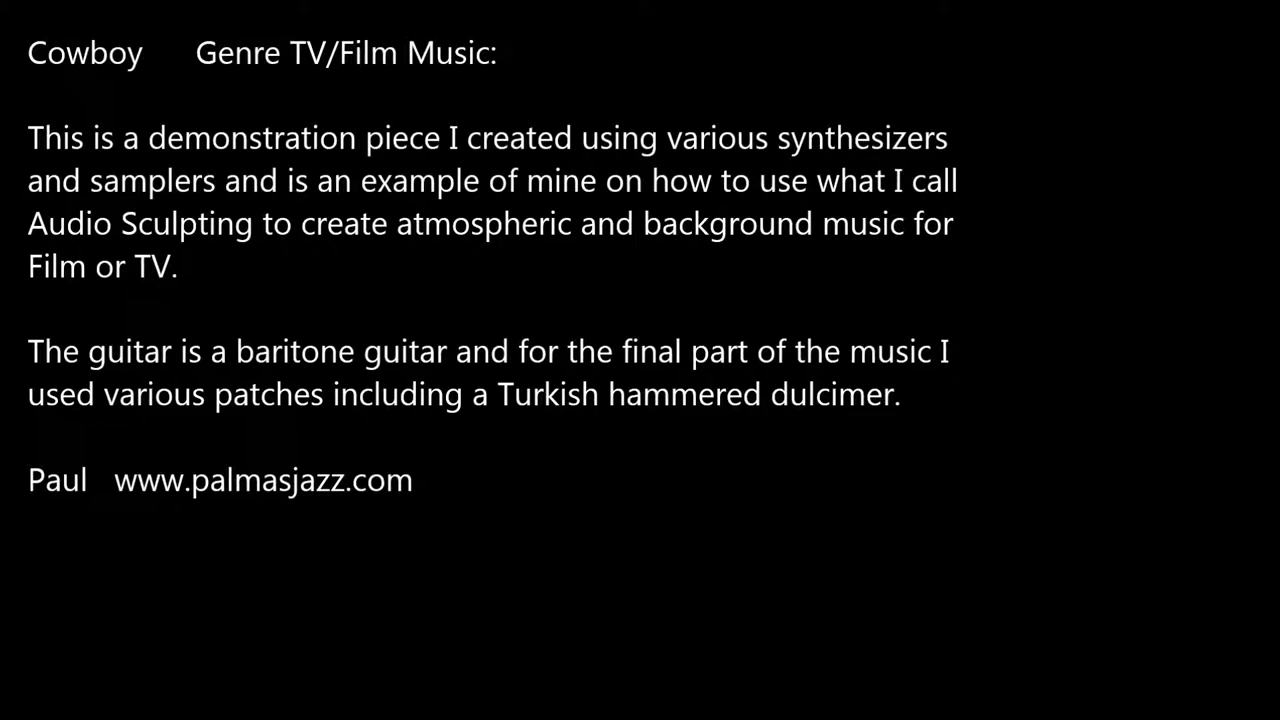 Cowboy Genre TV/Film Music:
This is a demonstration piece I created using various synthesizers
and samplers and is an example of mine on how to use what I call
Audio Sculpting to create atmospheric and background music for
Film or TV.
The guitar is a baritone guitar and for the final part of the music I
used various patches including a Turkish hammered dulcimer.
Paul www.palmasjazz.com